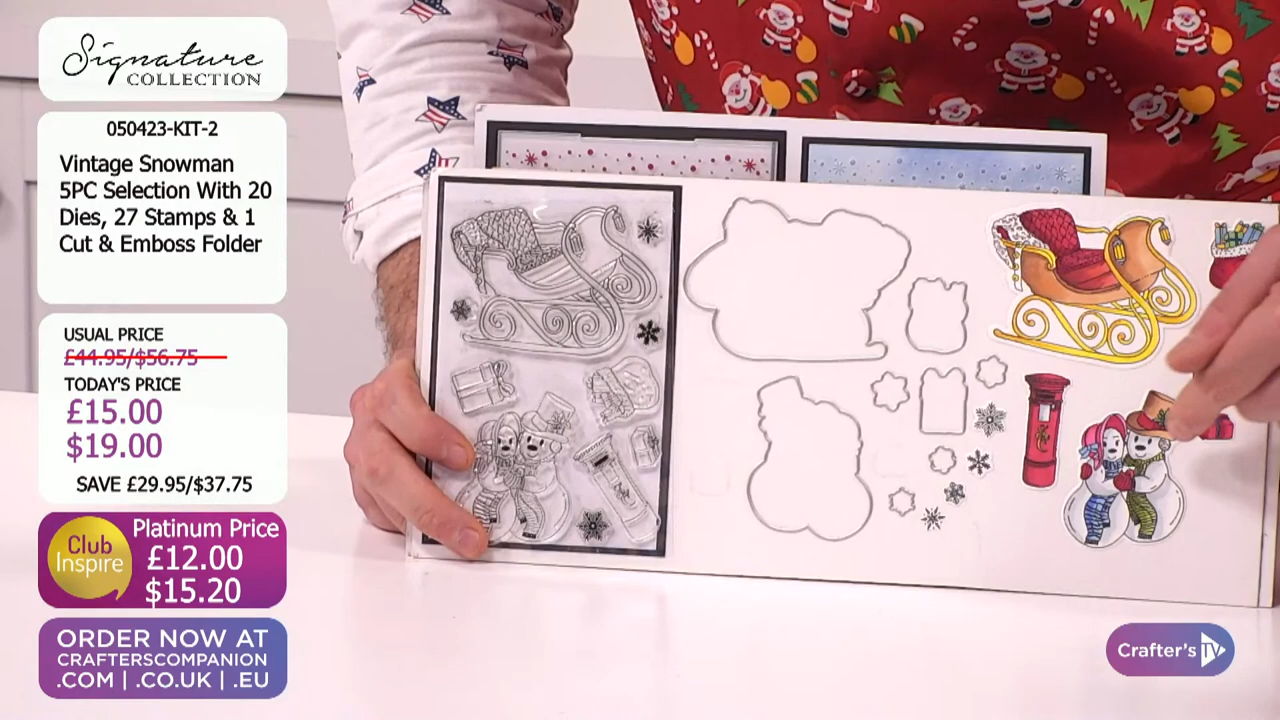 Signature
COLLECTION
050423-KIT-2
Vintage Snowman
5PC Selection With 20
Dies, 27 Stamps & 1
Cut & Emboss Folder
USUAL PRICE
£44.95/$56.75
TODAY'S PRICE
£15.00
$19.00
SAVE £29.95/$37.75
Club
Inspire
Platinum Price
£12.00
$15.20
ORDER NOW AT
CRAFTERSCOMPANION
.COM | .CO.UK | .EU
Crafter's TV